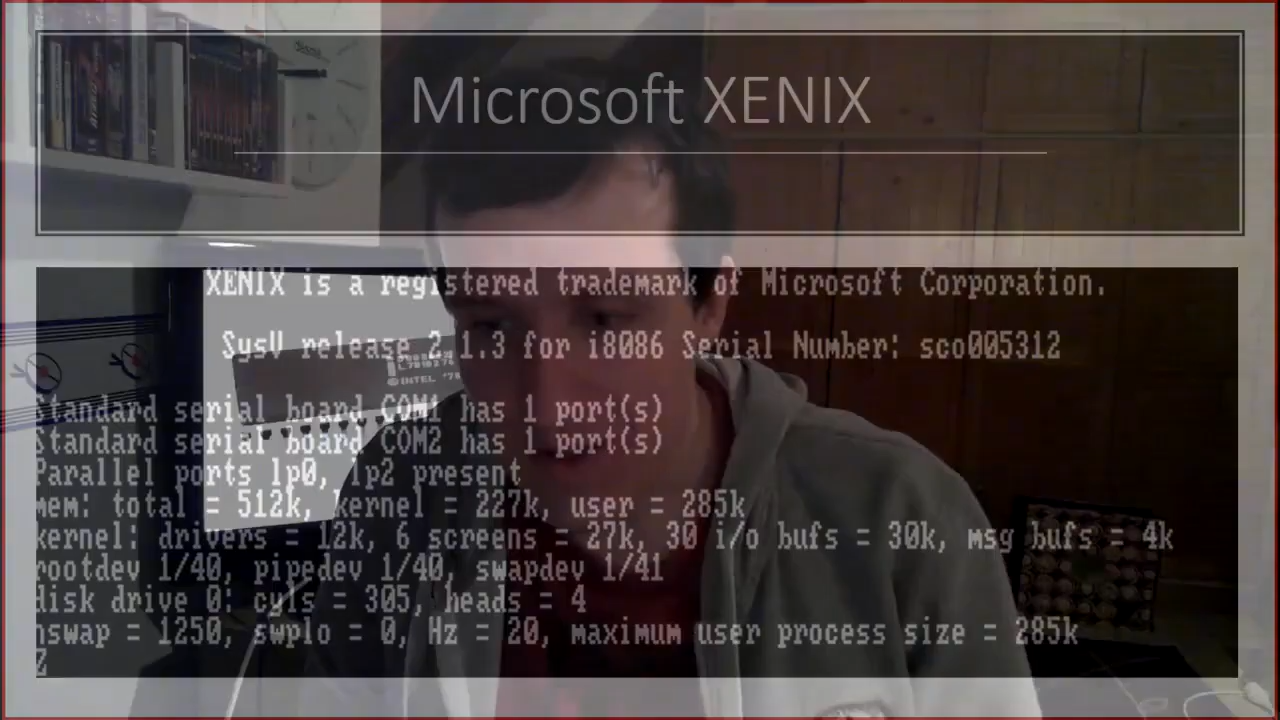 Microsoft XENIX
XENIX is a registered trademark of Microsoft Corporation.
SysV release 2.1.3 for i8086 Serial Number: sco005312
Standard serial board COM1 has 1 port(s)
Standard serial board COM2 has 1 port(s)
Parallel ports lp0, lp2 present
mem: total = 512k, kernel = 227k, user = 285k
kernel: drivers = 12k, 6 screens = 27k, 30 i/o bufs = 30k, msg bufs = 4k
rootdev 1/40, pipedev 1/40, swapdev 1/41
disk drive 0: cyls = 305, heads = 4
nswap = 1250, swplo = 0, Hz = 20, maximum user process size = 285k
Z
©INTEL '78